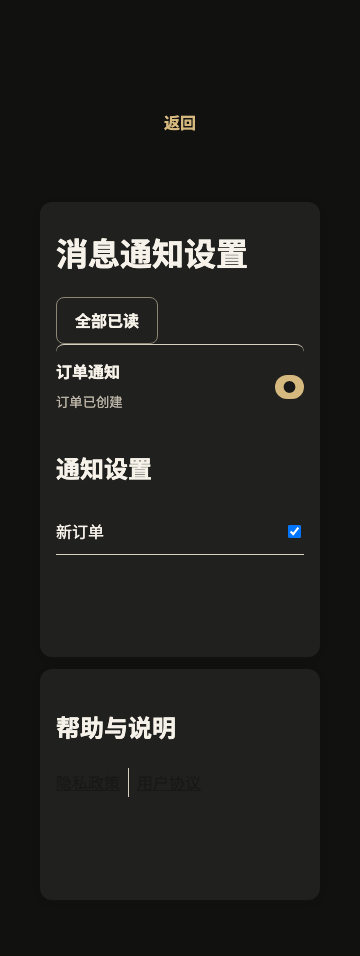 返回
消息通知设置
全部已读
订单通知
订单已创建
通知设置
新订单
帮助与说明
隐私政策 用户协议